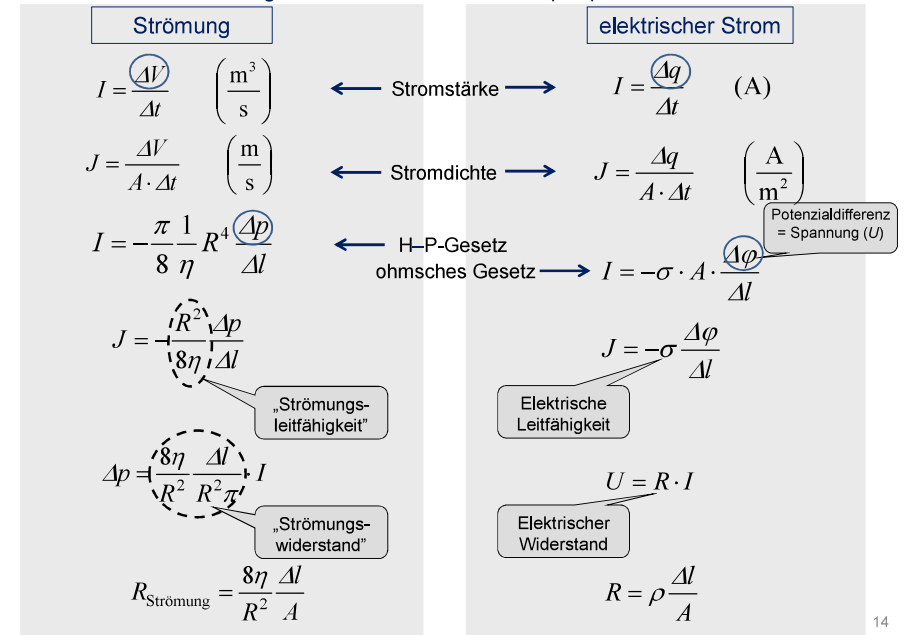 Strömung
elektrischer Strom
I = ΔV/Δt (m³/s)
Stromstärke
I = Δq/Δt (A)
J = ΔV/(A · Δt) (m/s)
Stromdichte
J = Δq/(A · Δt) (A/m²)
Potenzialdifferenz
= Spannung (U)
I = −π/8 1/η R⁴ Δp/Δl
H–P-Gesetz
ohmsches Gesetz
I = −σ · A · Δφ/Δl
J = −R²/8η Δp/Δl
J = −σ Δφ/Δl
„Strömungs-
leitfähigkeit”
Elektrische
Leitfähigkeit
Δp = 8η/R² Δl/R²π · I
U = R · I
„Strömungs-
widerstand”
Elektrischer
Widerstand
R_Strömung = 8η/R² Δl/A
R = ρ Δl/A
14